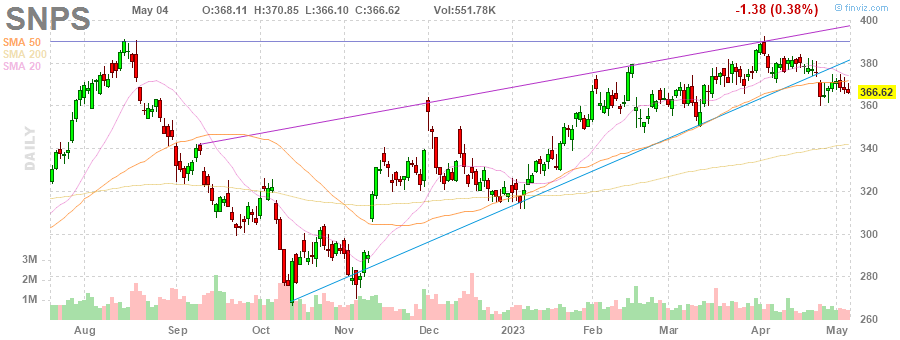 SNPS
May 04 O:368.11 H:370.85 L:366.10 C:366.62 Vol:551.78K -1.38 (0.38%)
finviz.com
SMA 50
SMA 200
SMA 20
DAILY
400
380
366.62
360
340
320
300
280
260
3M
2M
1M
Aug Sep Oct Nov Dec 2023 Feb Mar Apr May